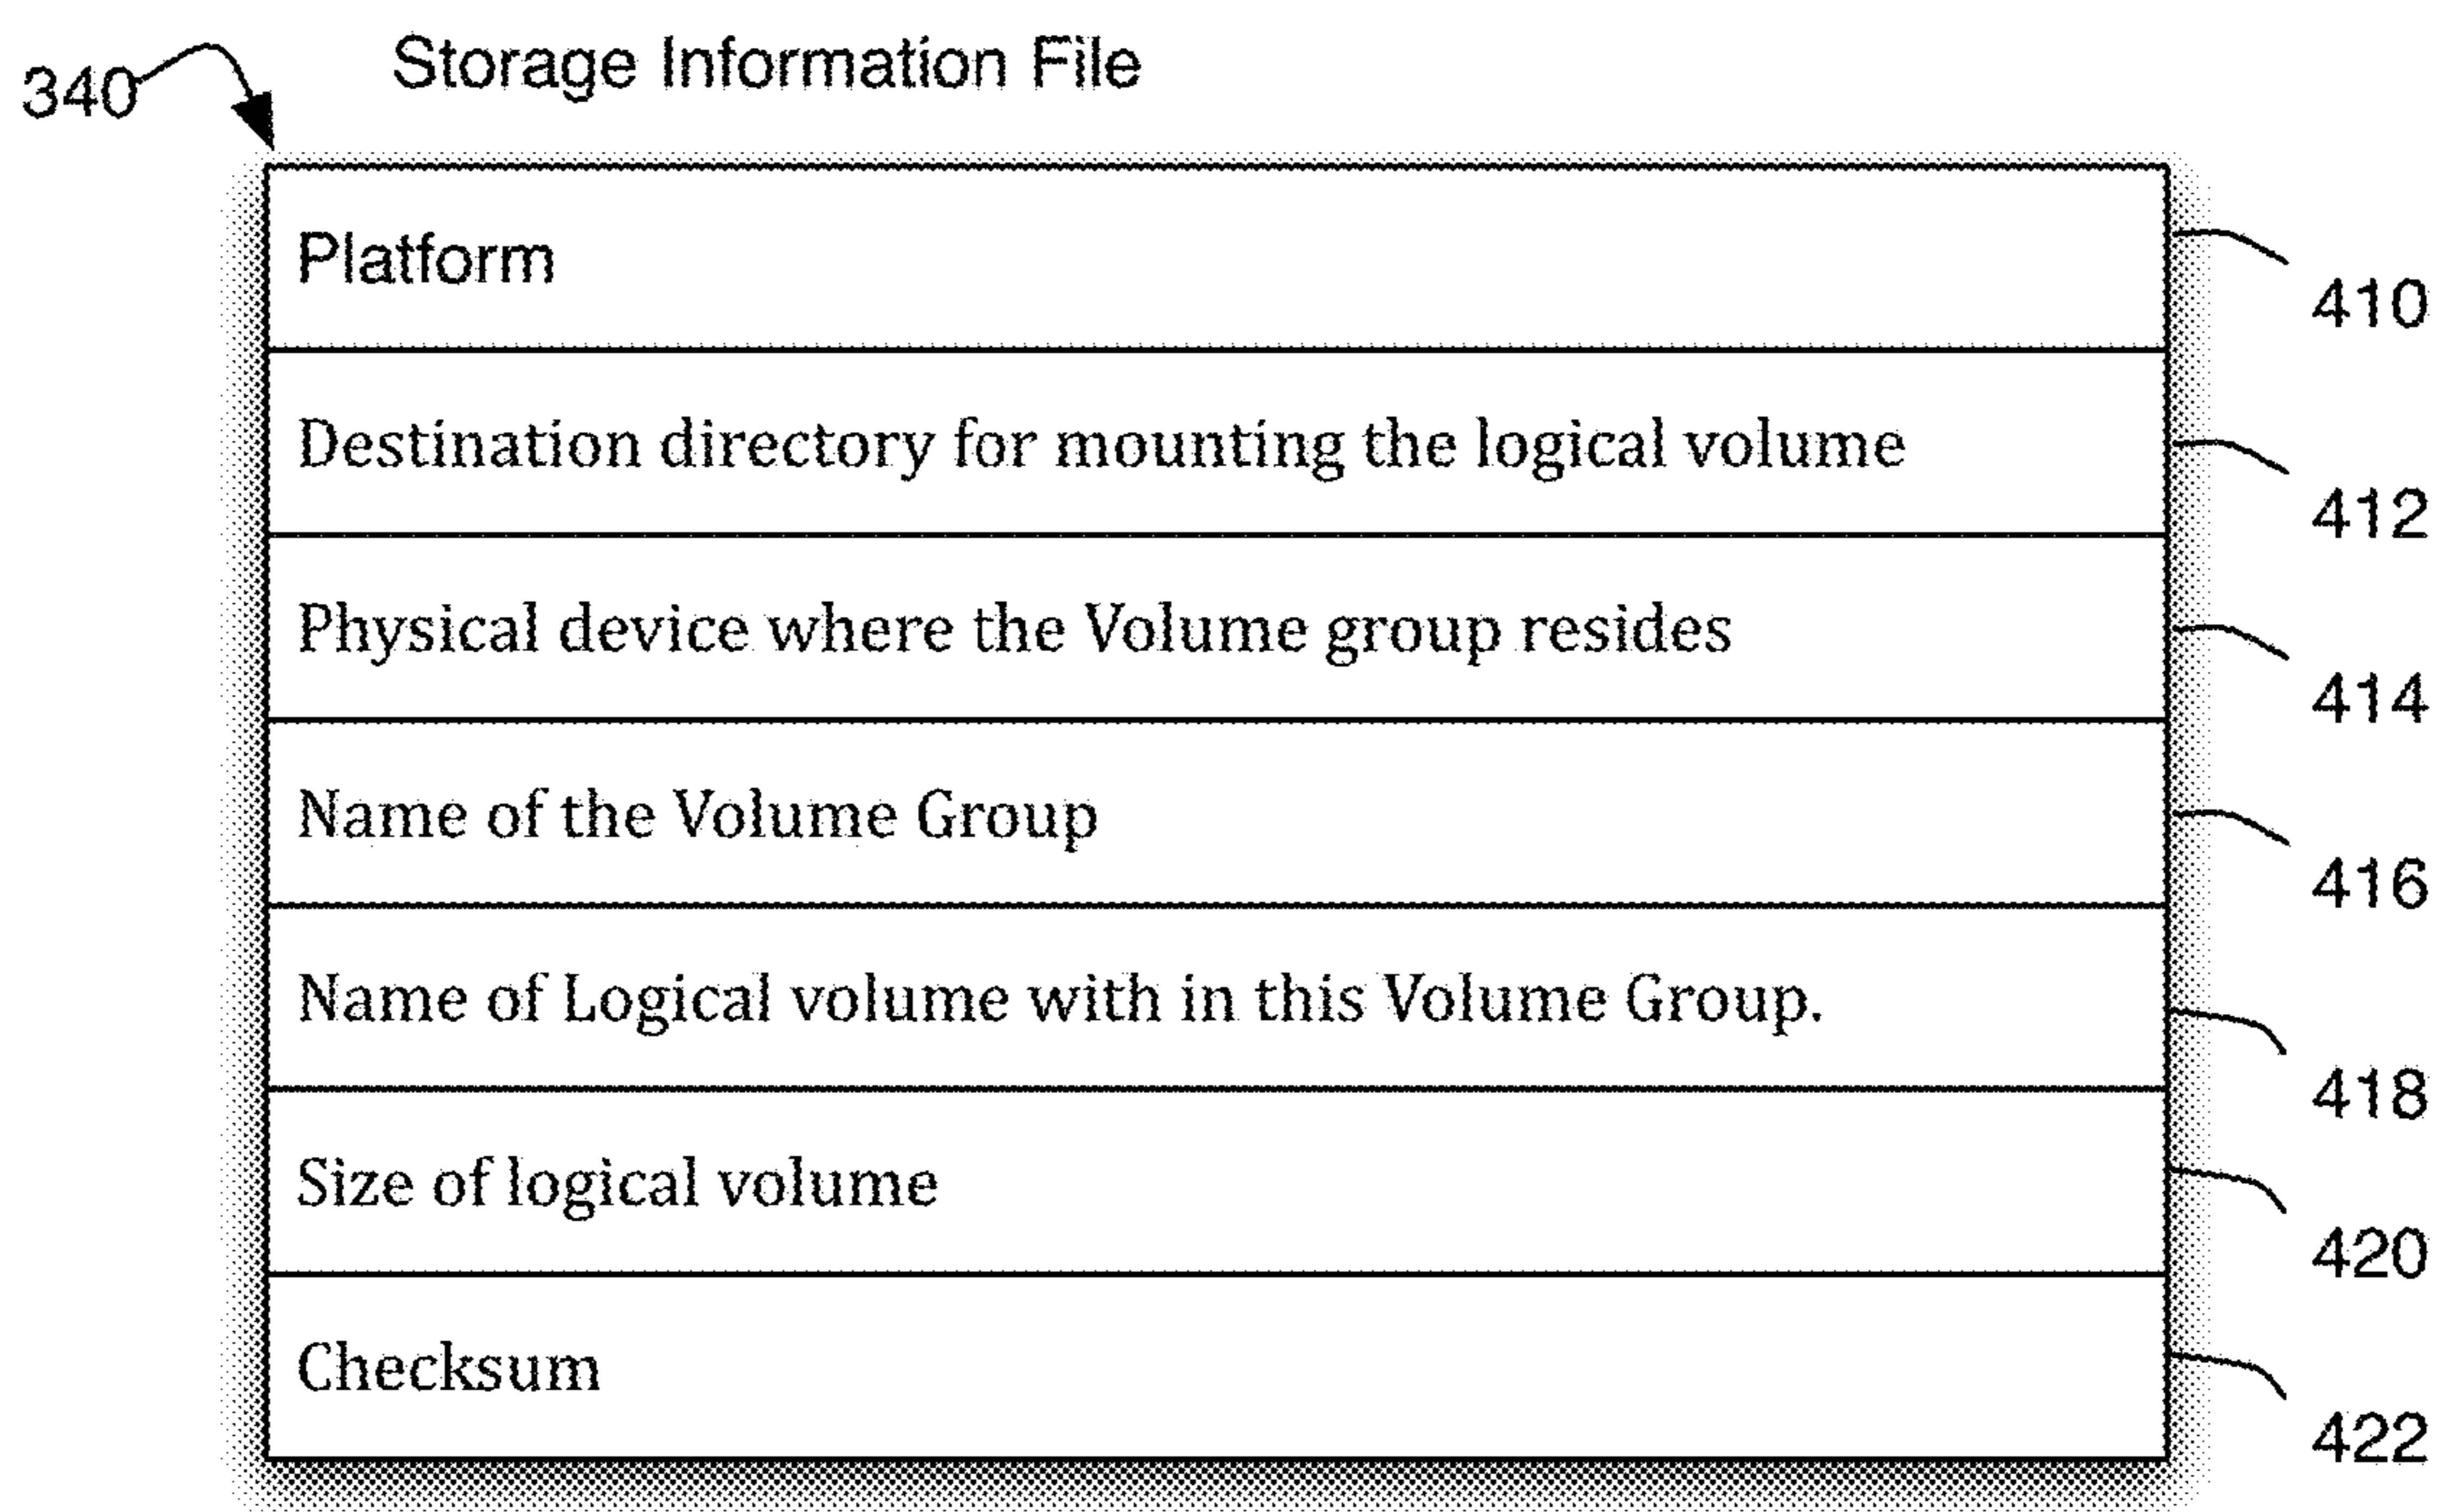 340
Storage Information File
Platform
410
Destination directory for mounting the logical volume
412
Physical device where the Volume group resides
414
Name of the Volume Group
416
Name of Logical volume with in this Volume Group.
418
Size of logical volume
420
Checksum
422